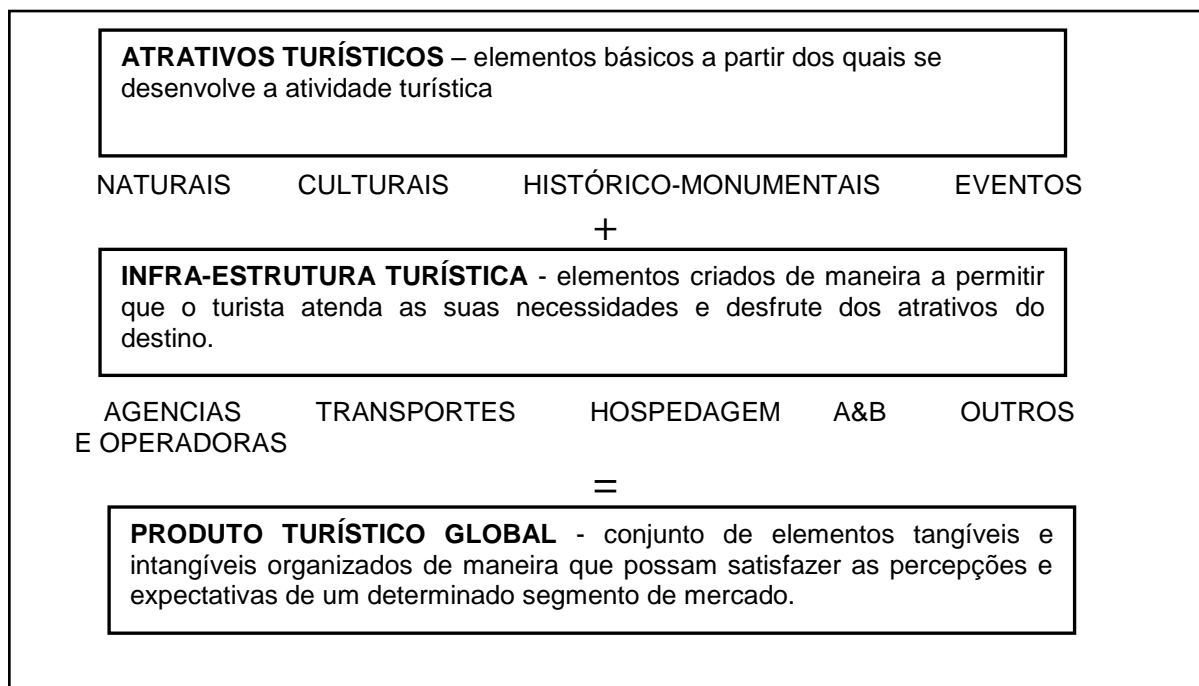 ATRATIVOS TURÍSTICOS – elementos básicos a partir dos quais se
desenvolve a atividade turística
NATURAIS CULTURAIS HISTÓRICO-MONUMENTAIS EVENTOS
+
INFRA-ESTRUTURA TURÍSTICA - elementos criados de maneira a permitir
que o turista atenda as suas necessidades e desfrute dos atrativos do
destino.
AGENCIAS TRANSPORTES HOSPEDAGEM A&B OUTROS
E OPERADORAS
=
PRODUTO TURÍSTICO GLOBAL - conjunto de elementos tangíveis e
intangíveis organizados de maneira que possam satisfazer as percepções e
expectativas de um determinado segmento de mercado.